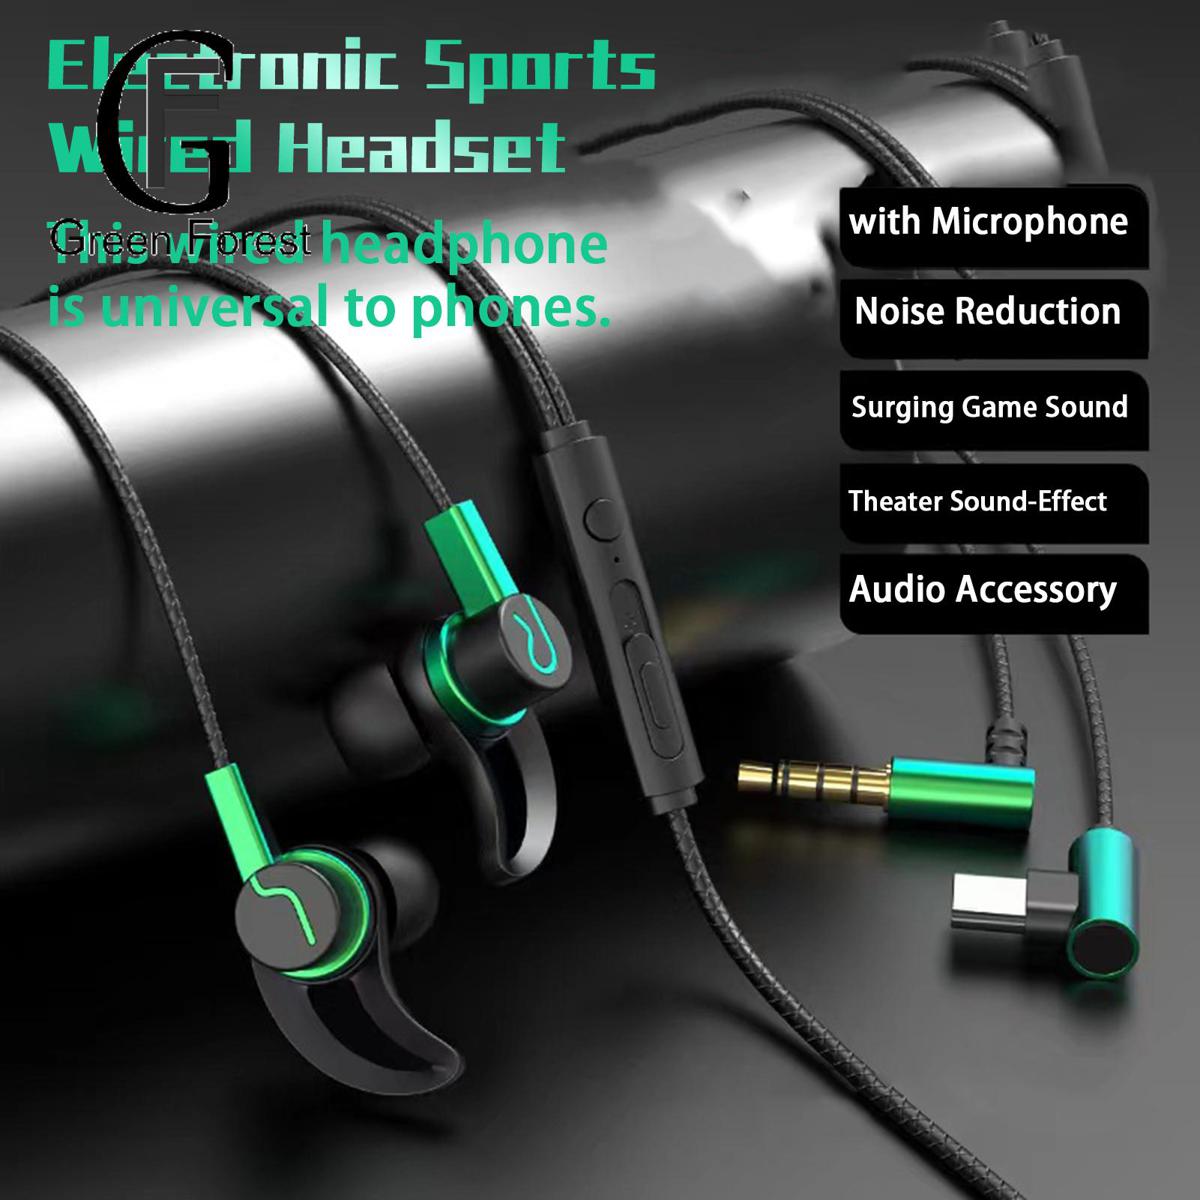 Electronic Sports
Wired Headset
GF
Green Forest
This wired headphone
is universal to phones.
with Microphone
Noise Reduction
Surging Game Sound
Theater Sound-Effect
Audio Accessory